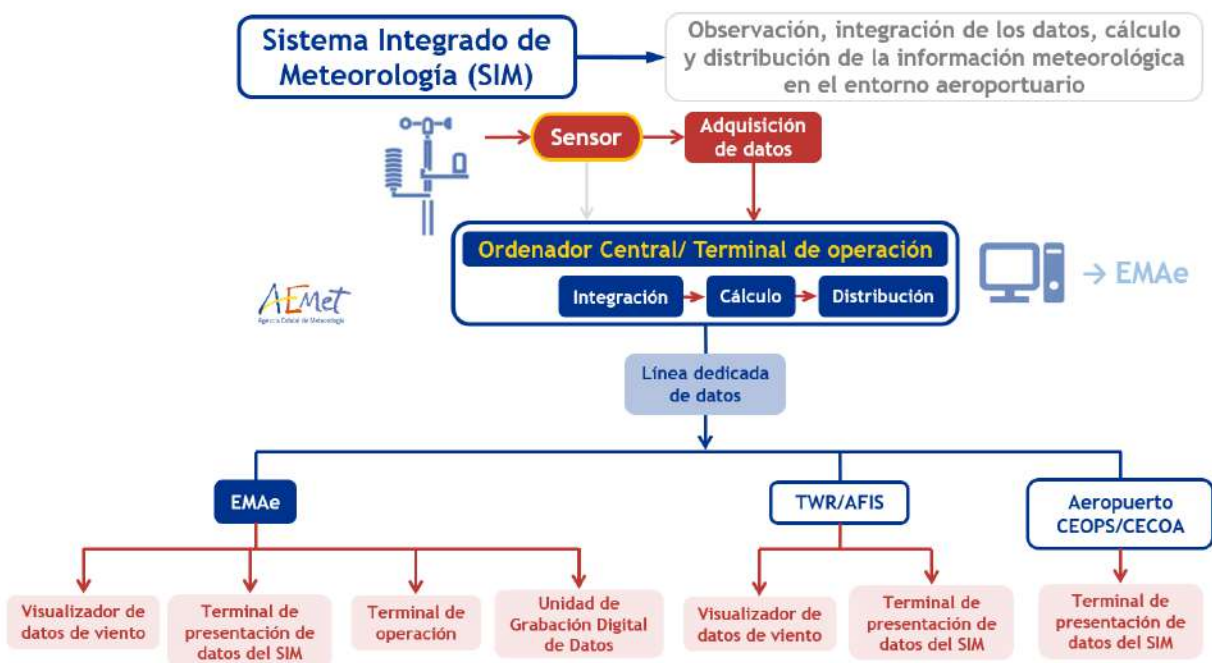 Sistema Integrado de
Meteorología (SIM)
Observación, integración de los datos, cálculo
y distribución de la información meteorológica
en el entorno aeroportuario
Sensor
Adquisición
de datos
Ordenador Central/ Terminal de operación
Integración
Cálculo
Distribución
EMAe
AEMet
Agencia Estatal de Meteorología
Línea dedicada
de datos
EMAe
TWR/AFIS
Aeropuerto
CEOPS/CECOA
Visualizador de
datos de viento
Terminal de
presentación de
datos del SIM
Terminal de
operación
Unidad de
Grabación Digital
de Datos
Visualizador de
datos de viento
Terminal de
presentación de
datos del SIM
Terminal de
presentación de
datos del SIM